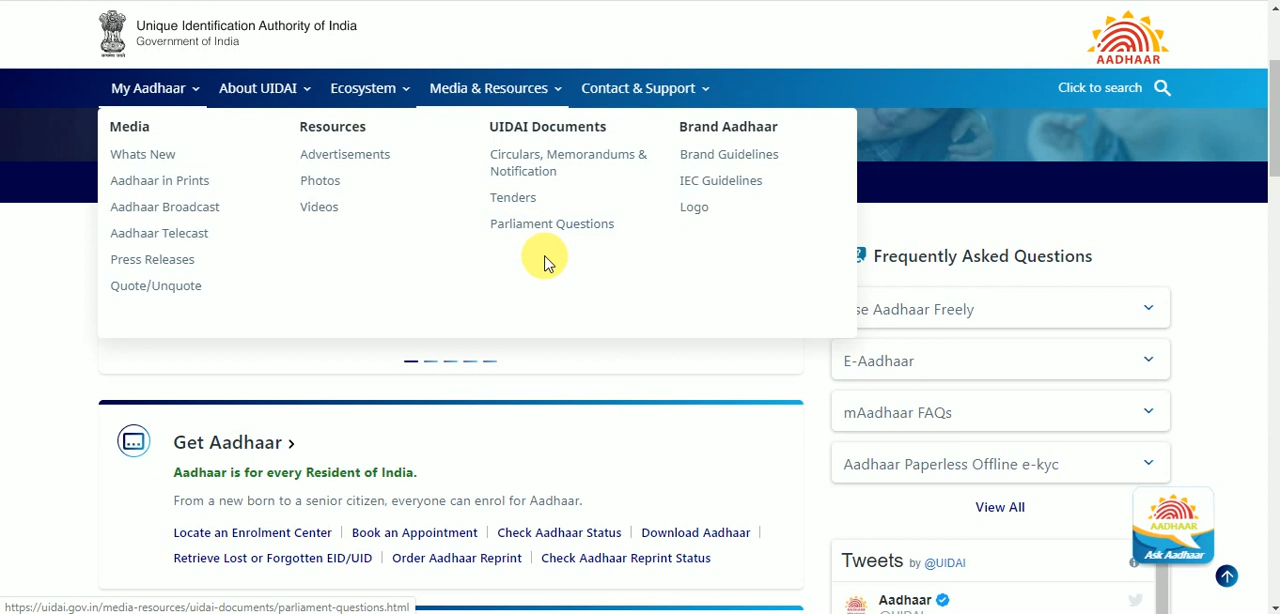 Unique Identification Authority of India
Government of India
AADHAAR
My Aadhaar
About UIDAI
Ecosystem
Media & Resources
Contact & Support
Click to search
Media
Whats New
Aadhaar in Prints
Aadhaar Broadcast
Aadhaar Telecast
Press Releases
Quote/Unquote
Resources
Advertisements
Photos
Videos
UIDAI Documents
Circulars, Memorandums &
Notification
Tenders
Parliament Questions
Brand Aadhaar
Brand Guidelines
IEC Guidelines
Logo
Frequently Asked Questions
se Aadhaar Freely
E-Aadhaar
mAadhaar FAQs
Aadhaar Paperless Offline e-kyc
View All
Get Aadhaar >
Aadhaar is for every Resident of India.
From a new born to a senior citizen, everyone can enrol for Aadhaar.
Locate an Enrolment Center | Book an Appointment | Check Aadhaar Status | Download Aadhaar |
Retrieve Lost or Forgotten EID/UID | Order Aadhaar Reprint | Check Aadhaar Reprint Status
AADHAAR
Ask Aadhaar
Tweets by @UIDAI
Aadhaar
@UIDAI
https://uidai.gov.in/media-resources/uidai-documents/parliament-questions.html